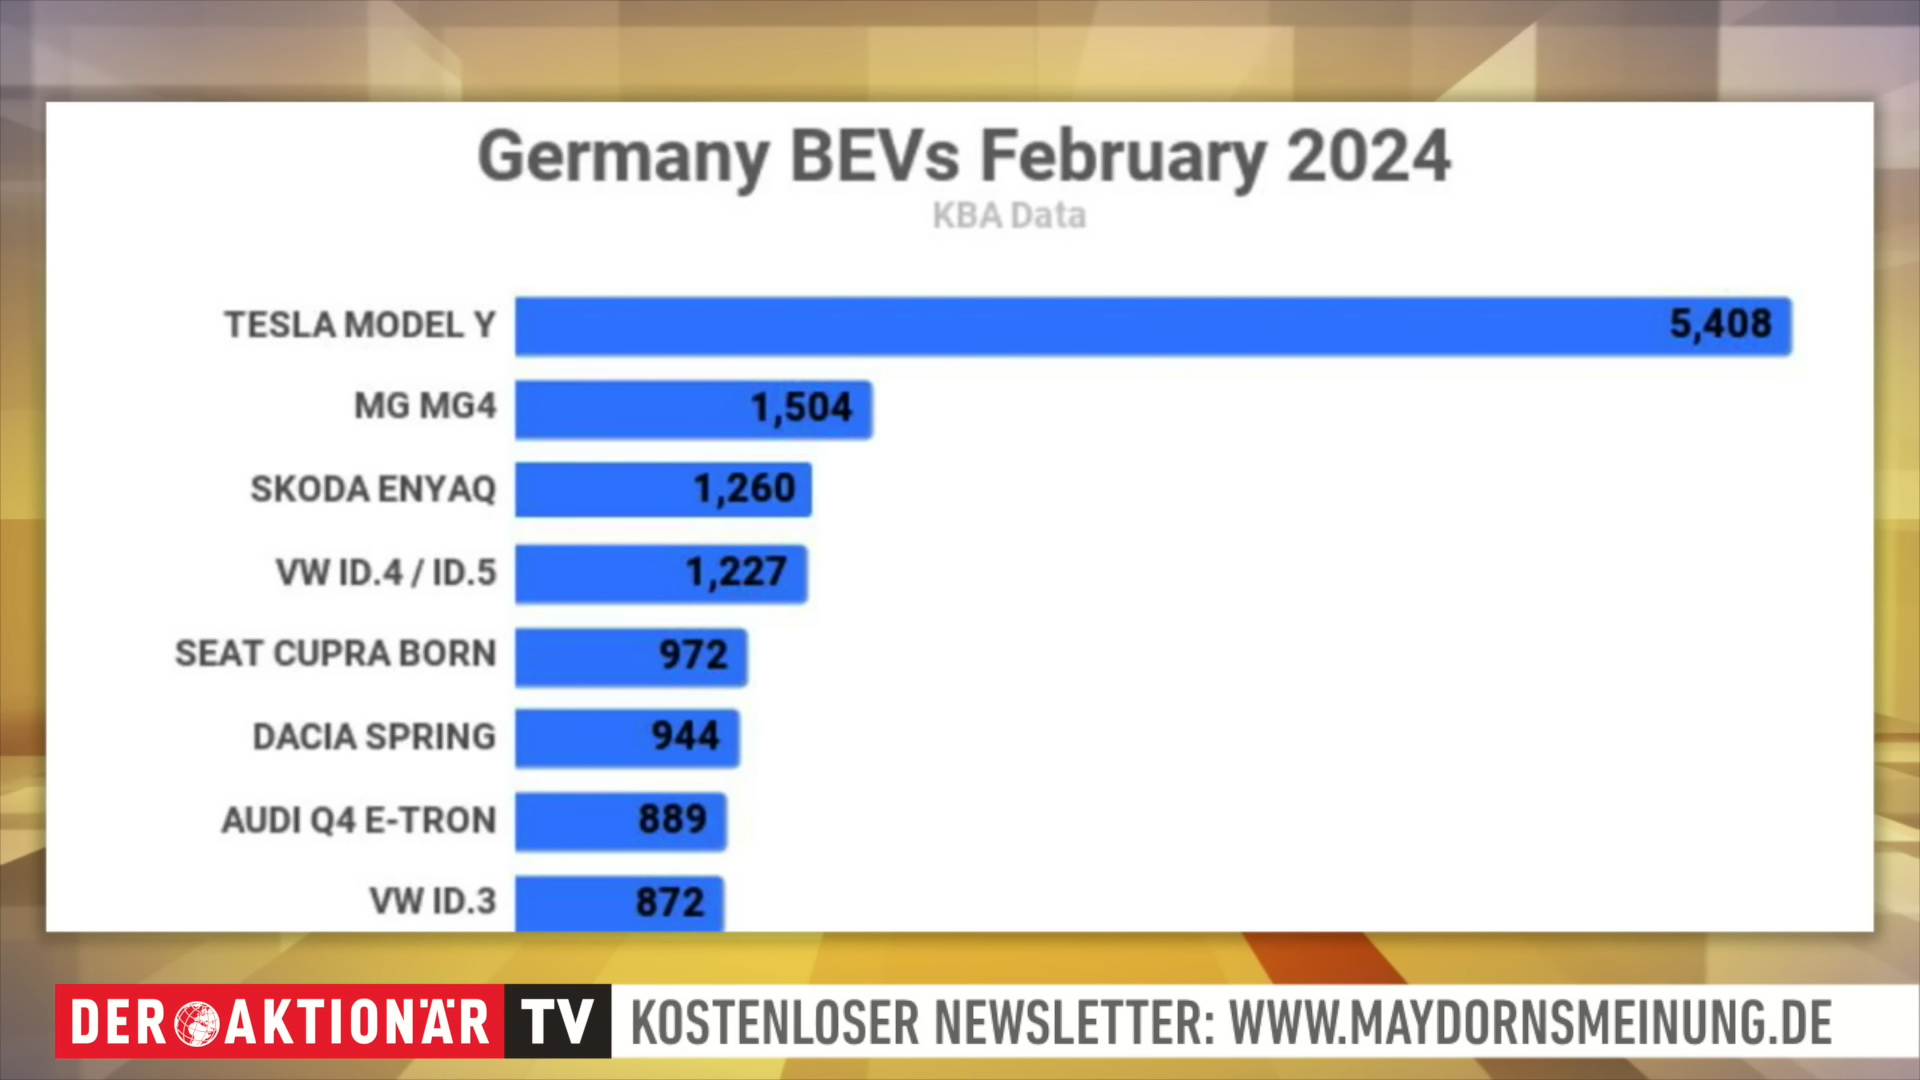 Germany BEVs February 2024
KBA Data
TESLA MODEL Y 5,408
MG MG4 1,504
SKODA ENYAQ 1,260
VW ID.4 / ID.5 1,227
SEAT CUPRA BORN 972
DACIA SPRING 944
AUDI Q4 E-TRON 889
VW ID.3 872
DER AKTIONÄR TV KOSTENLOSER NEWSLETTER: WWW.MAYDORNSMEINUNG.DE